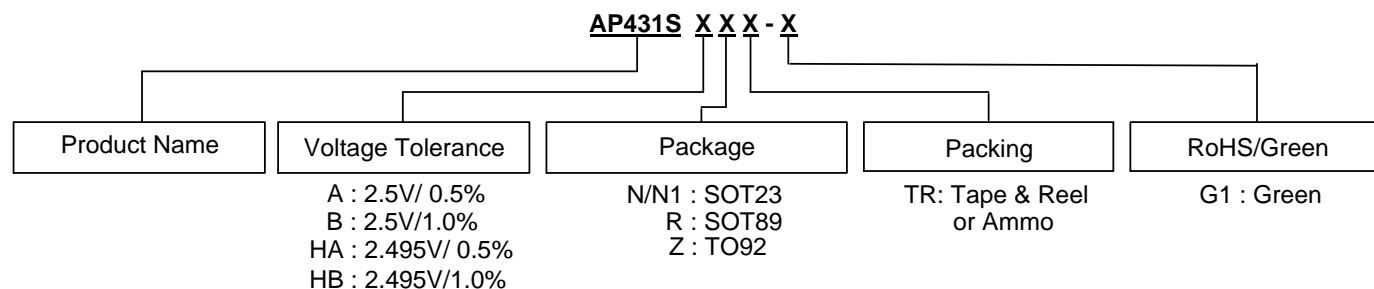 AP431S X X X - X
Product Name
Voltage Tolerance
Package
Packing
RoHS/Green
A : 2.5V/ 0.5%
B : 2.5V/1.0%
HA : 2.495V/ 0.5%
HB : 2.495V/1.0%
N/N1 : SOT23
R : SOT89
Z : TO92
TR: Tape & Reel
or Ammo
G1 : Green